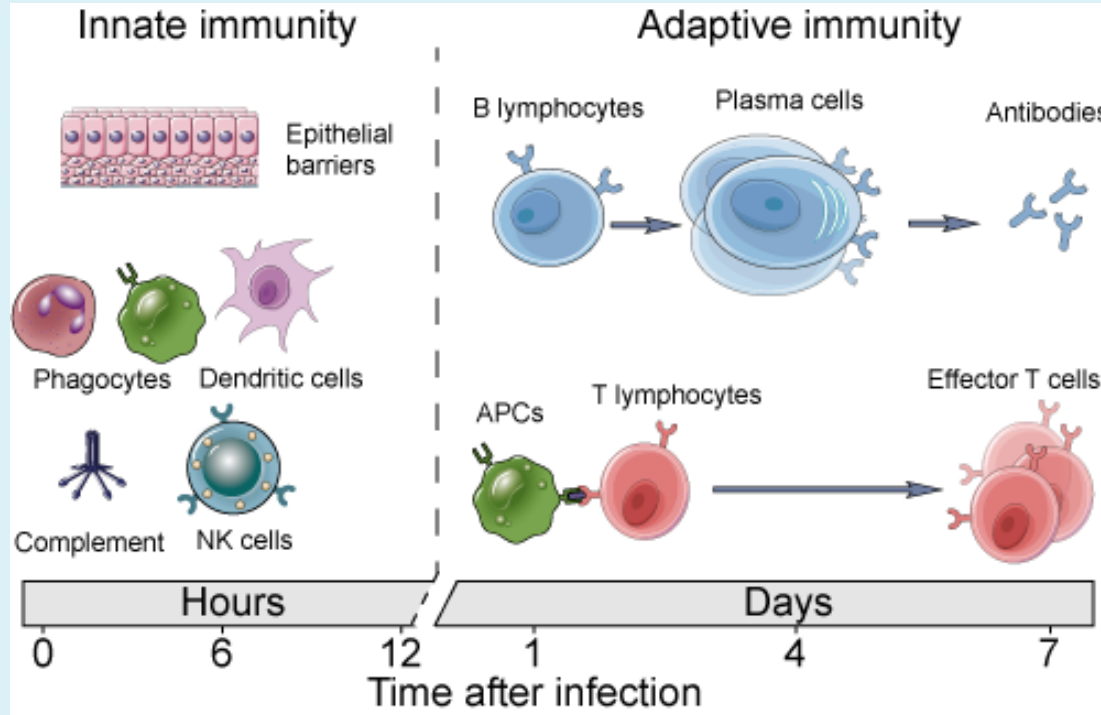 Innate immunity
Adaptive immunity
Epithelial
barriers
B lymphocytes
Plasma cells
Antibodies
Phagocytes
Dendritic cells
APCs
T lymphocytes
Effector T cells
Complement
NK cells
Hours
Days
0
6
12
1
4
7
Time after infection